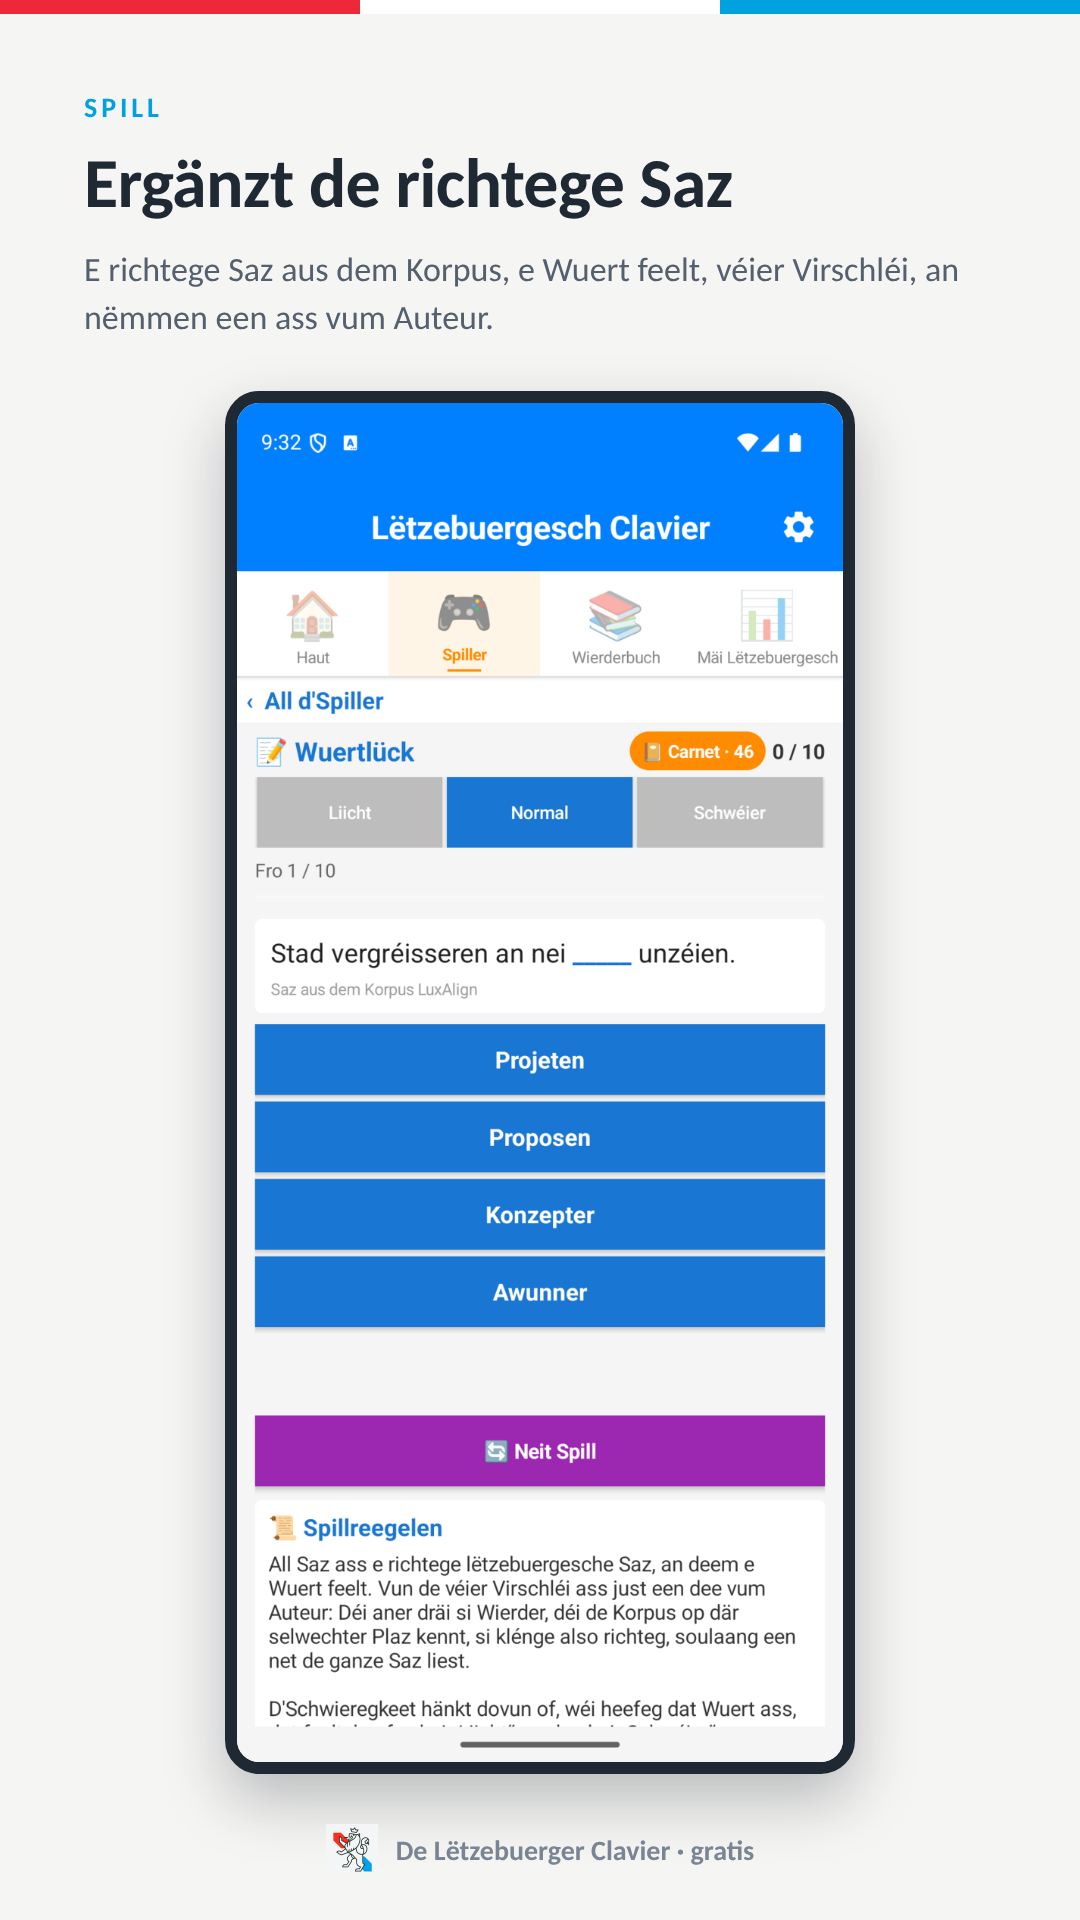 SPILL
Ergänzt de richtege Saz
E richtege Saz aus dem Korpus, e Wuert feelt, véier Virschléi, an
nëmmen een ass vum Auteur.
9:32
Lëtzebuergesch Clavier
Haut
Spiller
Wierderbuch
Mäi Lëtzebuergesch
‹ All d'Spiller
Wuertlück
Carnet · 46
0 / 10
Liicht
Normal
Schwéier
Fro 1 / 10
Stad vergréisseren an nei _____ unzéien.
Saz aus dem Korpus LuxAlign
Projeten
Proposen
Konzepter
Awunner
Neit Spill
Spillreegelen
All Saz ass e richtege lëtzebuergesche Saz, an deem e
Wuert feelt. Vun de véier Virschléi ass just een dee vum
Auteur: Déi aner dräi si Wierder, déi de Korpus op där
selwechter Plaz kennt, si klénge also richteg, soulaang een
net de ganze Saz liest.
D'Schwieregkeet hänkt dovun of, wéi heefeg dat Wuert ass,
De Lëtzebuerger Clavier · gratis